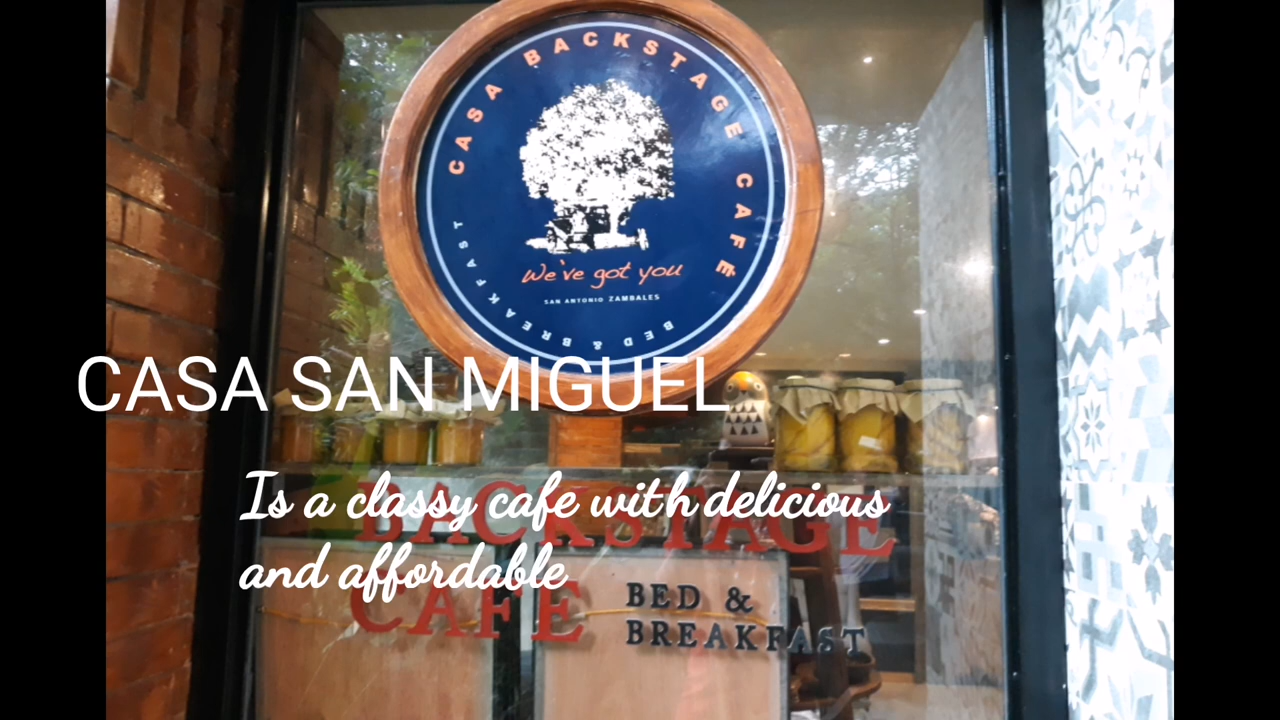 CASA BACKSTAGE CAFÉ
We've got you
SAN ANTONIO ZAMBALES
BED & BREAKFAST
CASA SAN MIGUEL
Is a classy cafe with delicious
and affordable
BACKSTAGE
CAFE
BED &
BREAKFAST